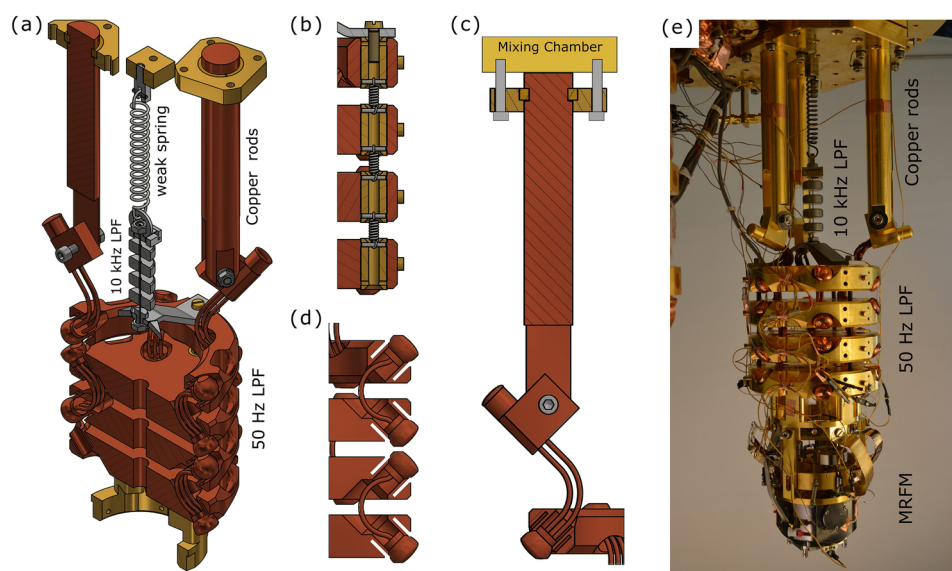 (a)
weak spring
Copper rods
10 kHz LPF
50 Hz LPF
(b)
(c)
Mixing Chamber
(d)
(e)
10 kHz LPF
Copper rods
50 Hz LPF
MRFM